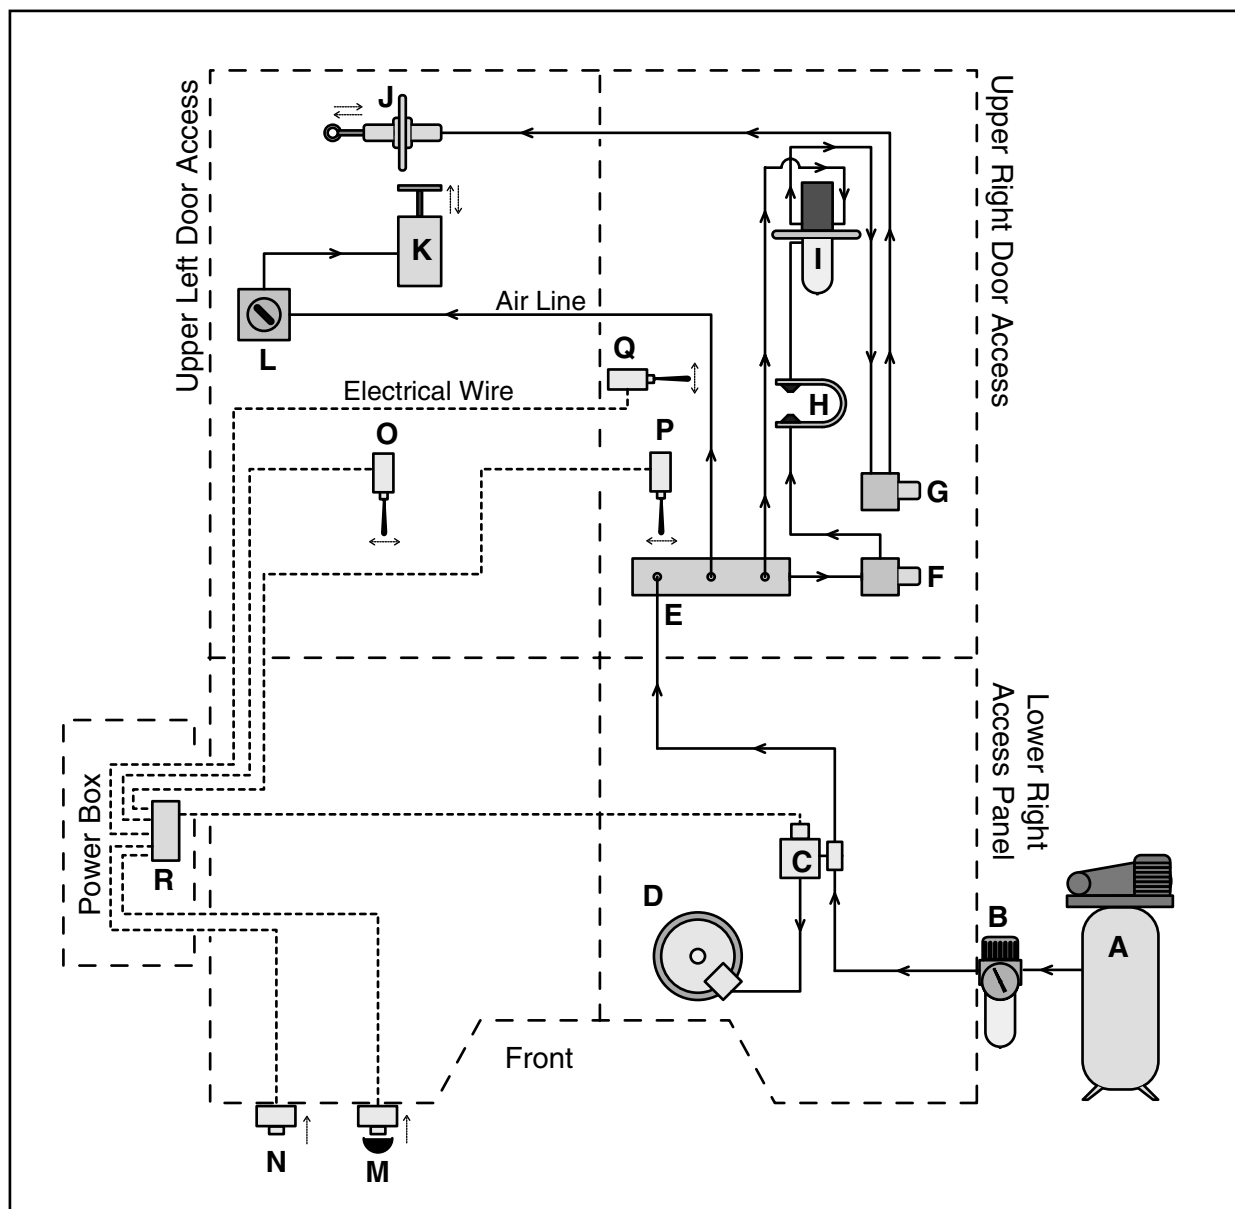 J
Upper Left Door Access
Upper Right Door Access
K
I
Air Line
L
Q
Electrical Wire
H
O
P
G
F
E
Lower Right
Access Panel
Power Box
R
C
D
B
A
Front
N
M